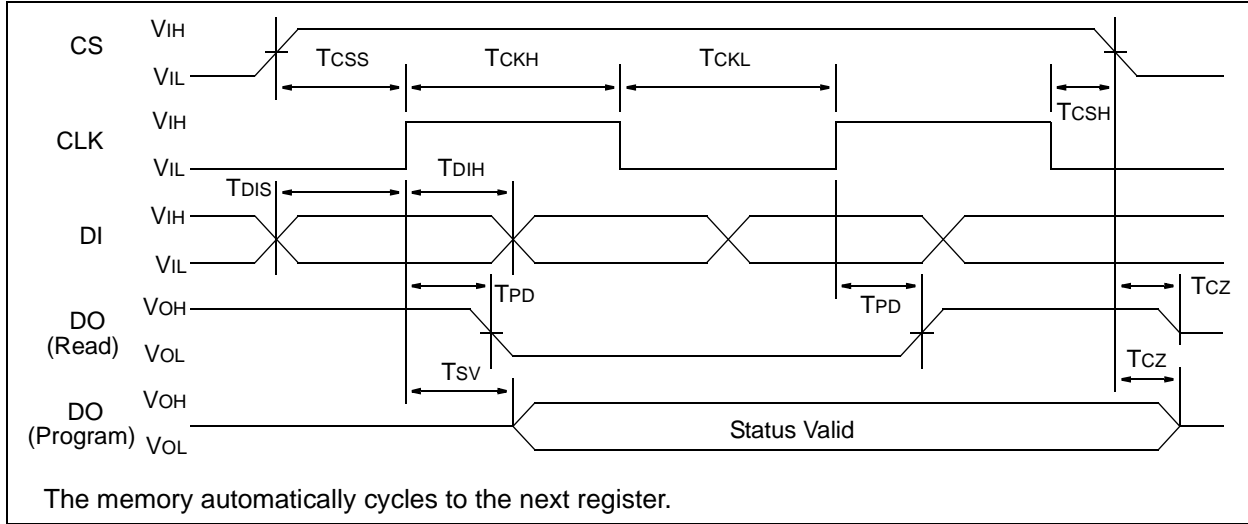 CS
VIH
VIL
TCSS
TCKH
TCKL
TCSH
CLK
VIH
VIL
TDIS
TDIH
DI
VIH
VIL
TPD
TPD
TCZ
DO
(Read)
VOH
VOL
TSV
TCZ
DO
(Program)
VOH
VOL
Status Valid
The memory automatically cycles to the next register.